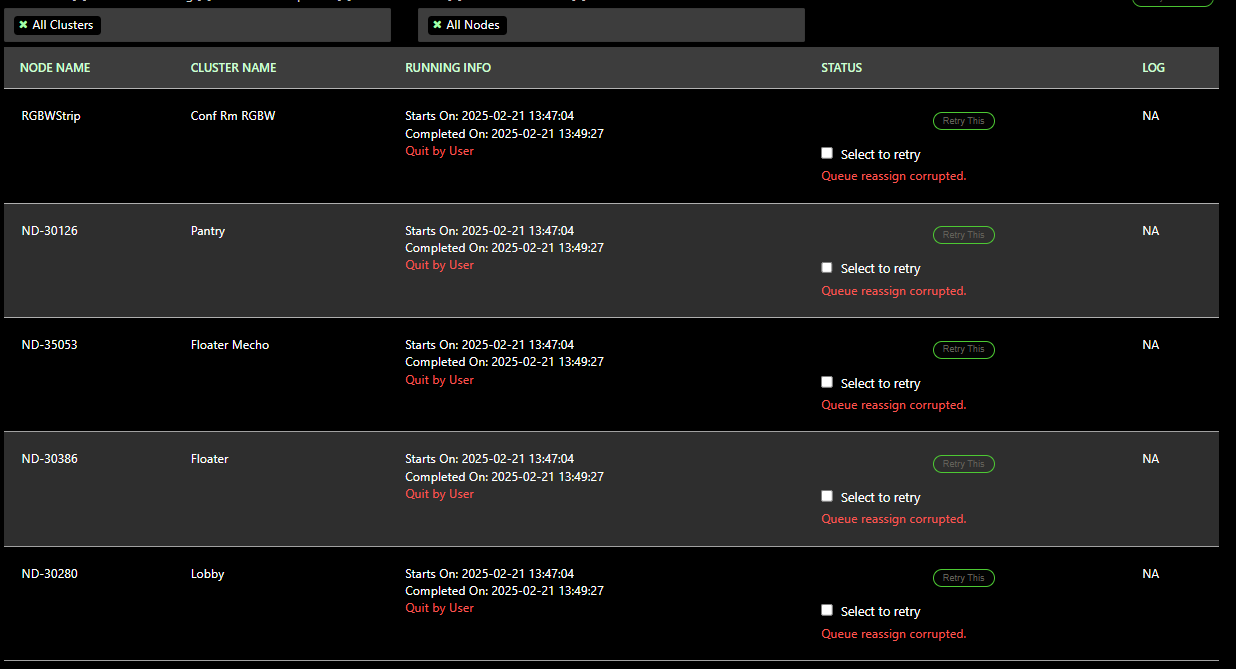 ✖ All Clusters ✖ All Nodes
NODE NAME CLUSTER NAME RUNNING INFO STATUS LOG
RGBWStrip Conf Rm RGBW Starts On: 2025-02-21 13:47:04 Retry This NA
Completed On: 2025-02-21 13:49:27
Quit by User Select to retry
Queue reassign corrupted.
ND-30126 Pantry Starts On: 2025-02-21 13:47:04 Retry This NA
Completed On: 2025-02-21 13:49:27
Quit by User Select to retry
Queue reassign corrupted.
ND-35053 Floater Mecho Starts On: 2025-02-21 13:47:04 Retry This NA
Completed On: 2025-02-21 13:49:27
Quit by User Select to retry
Queue reassign corrupted.
ND-30386 Floater Starts On: 2025-02-21 13:47:04 Retry This NA
Completed On: 2025-02-21 13:49:27
Quit by User Select to retry
Queue reassign corrupted.
ND-30280 Lobby Starts On: 2025-02-21 13:47:04 Retry This NA
Completed On: 2025-02-21 13:49:27
Quit by User Select to retry
Queue reassign corrupted.